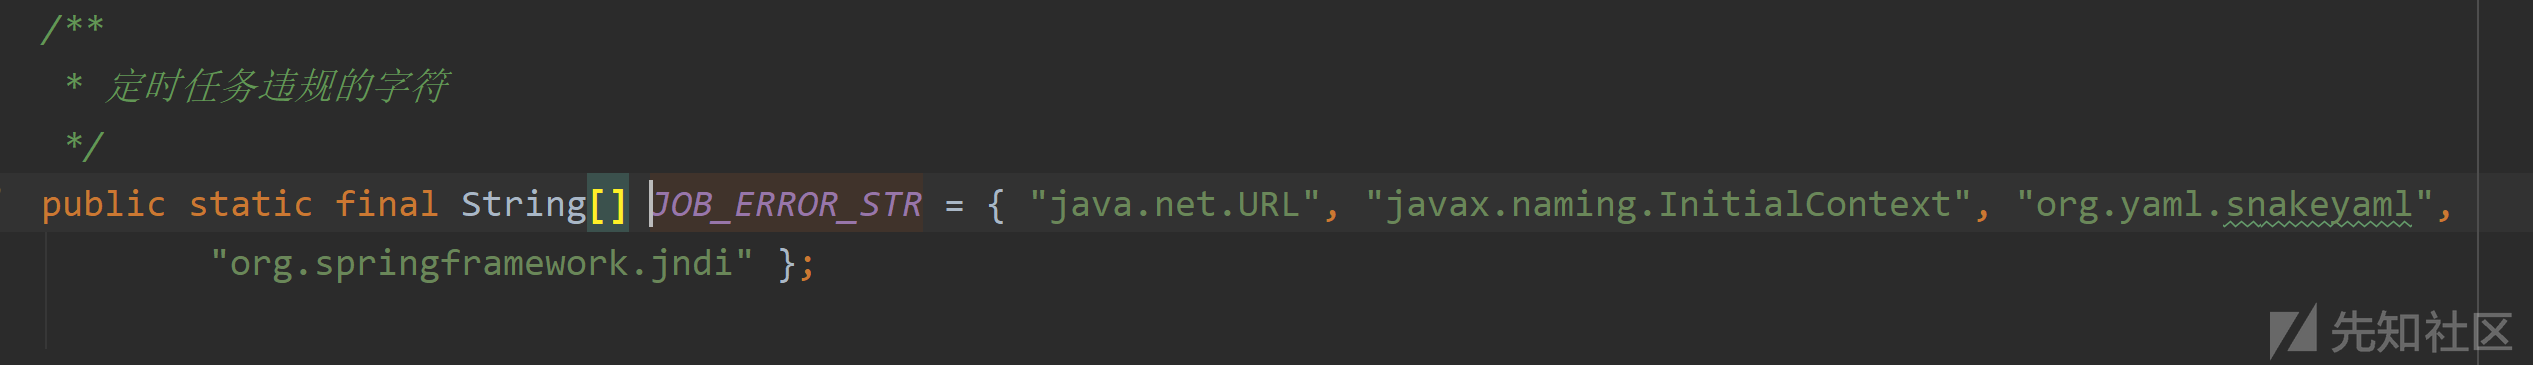 /**
* 定时任务违规的字符
*/
public static final String[] JOB_ERROR_STR = { "java.net.URL", "javax.naming.InitialContext", "org.yaml.snakeyaml",
"org.springframework.jndi" };
先知社区